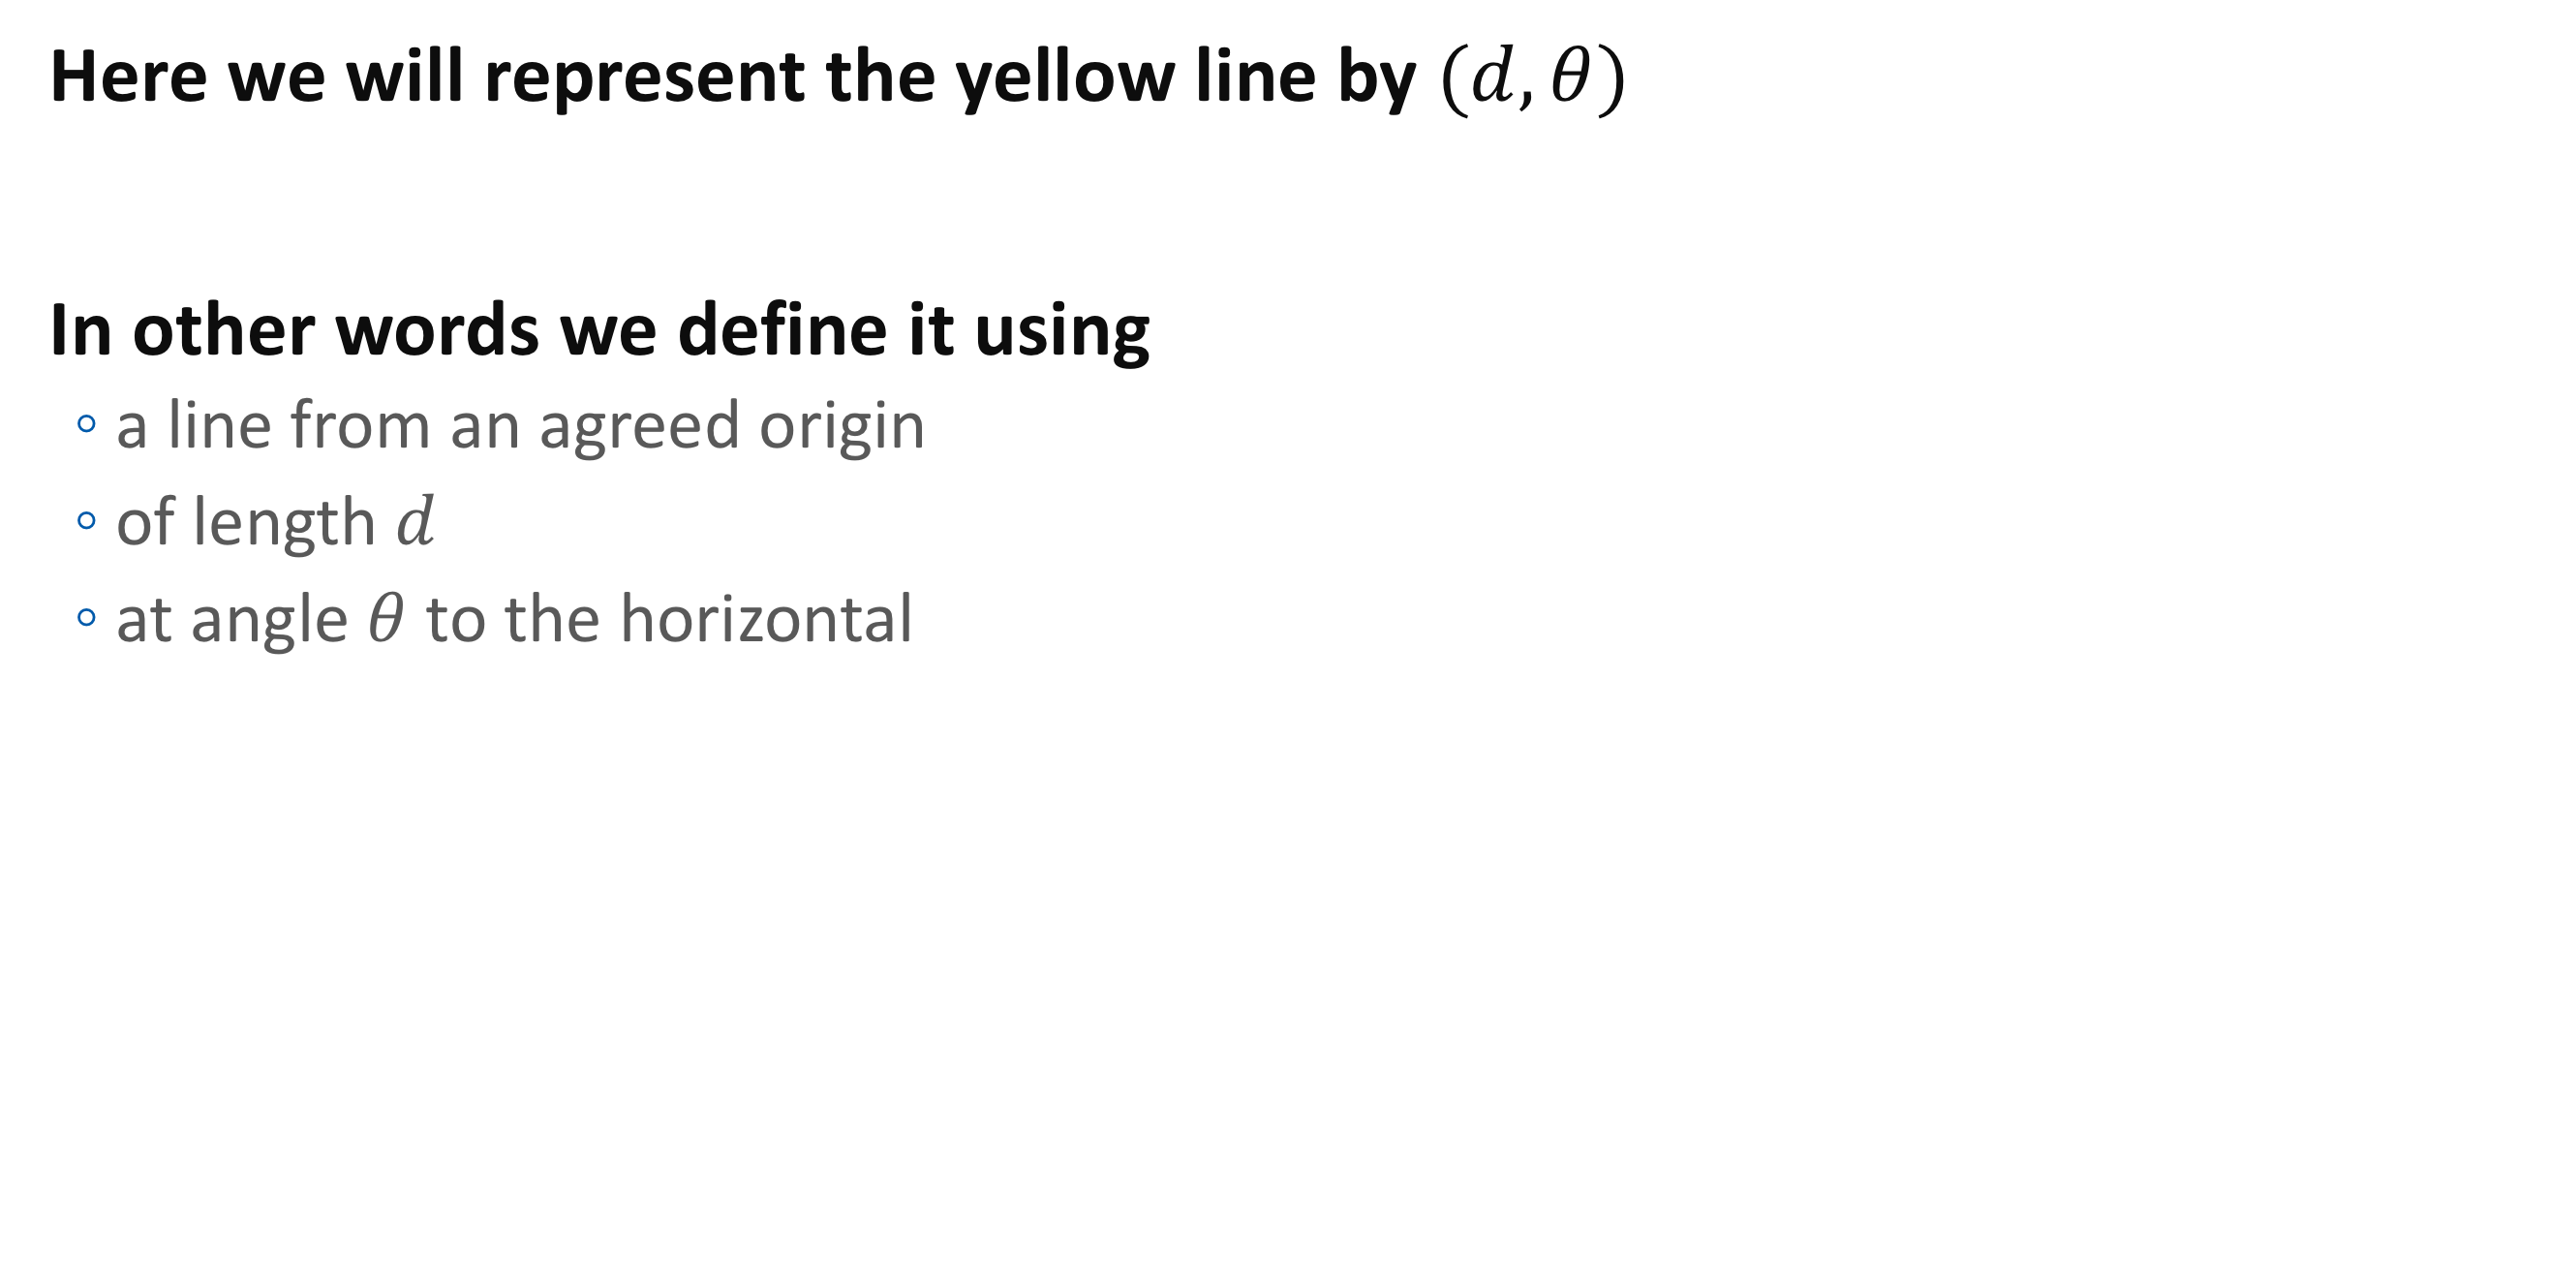 Here we will represent the yellow line by (𝑑, 𝜃)
In other words we define it using
◦ a line from an agreed origin
◦ of length 𝑑
◦ at angle 𝜃 to the horizontal